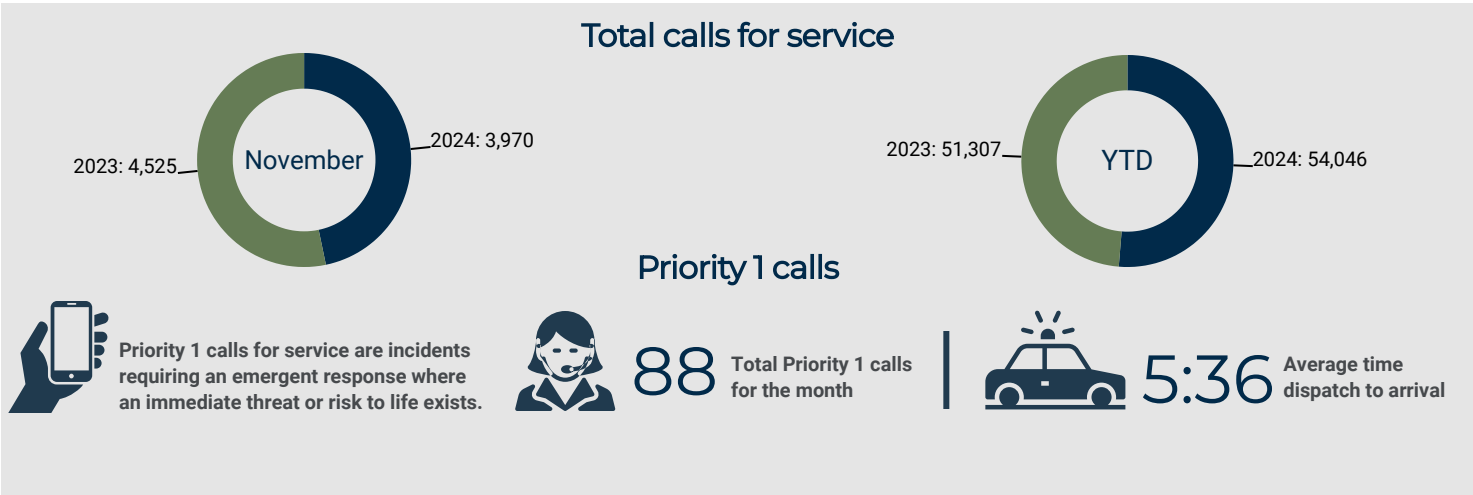 Total calls for service
2024: 3,970
November
2023: 4,525
2023: 51,307
YTD
2024: 54,046
Priority 1 calls
Priority 1 calls for service are incidents
requiring an emergent response where
an immediate threat or risk to life exists.
88
Total Priority 1 calls
for the month
5:36
Average time
dispatch to arrival